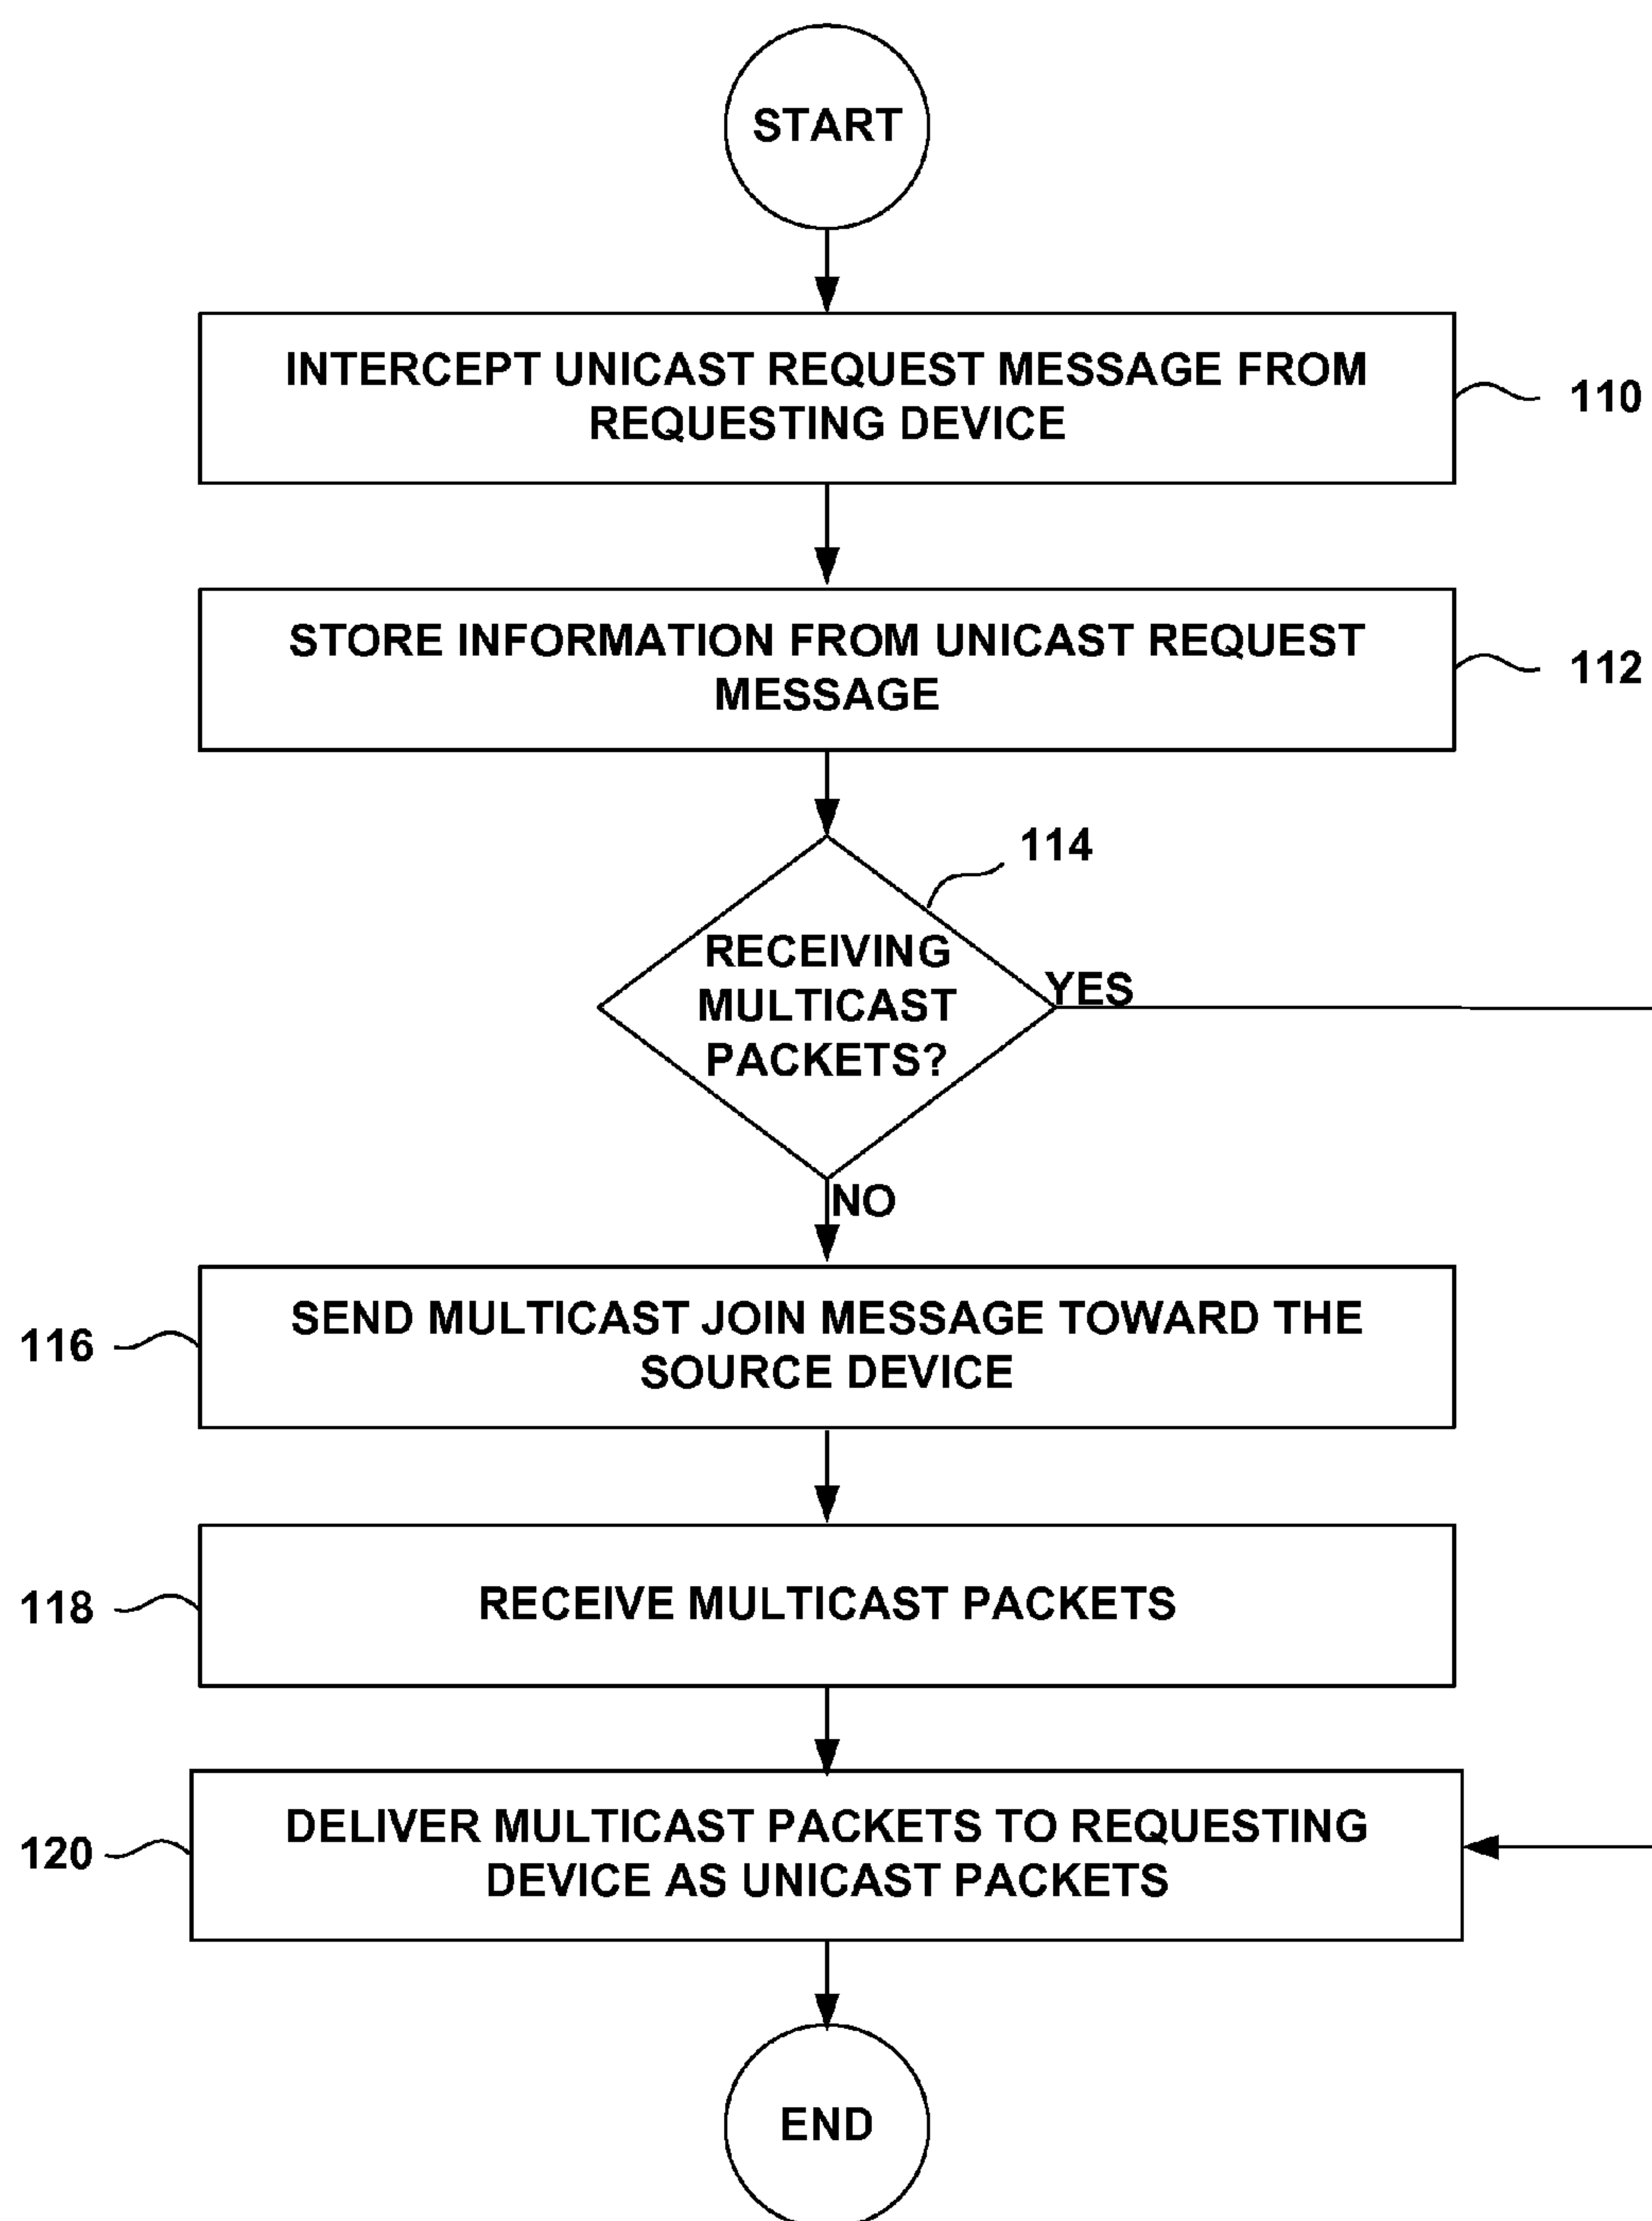 START
INTERCEPT UNICAST REQUEST MESSAGE FROM
REQUESTING DEVICE
110
STORE INFORMATION FROM UNICAST REQUEST
MESSAGE
112
114
RECEIVING
MULTICAST
PACKETS?
YES
NO
SEND MULTICAST JOIN MESSAGE TOWARD THE
SOURCE DEVICE
116
RECEIVE MULTICAST PACKETS
118
DELIVER MULTICAST PACKETS TO REQUESTING
DEVICE AS UNICAST PACKETS
120
END